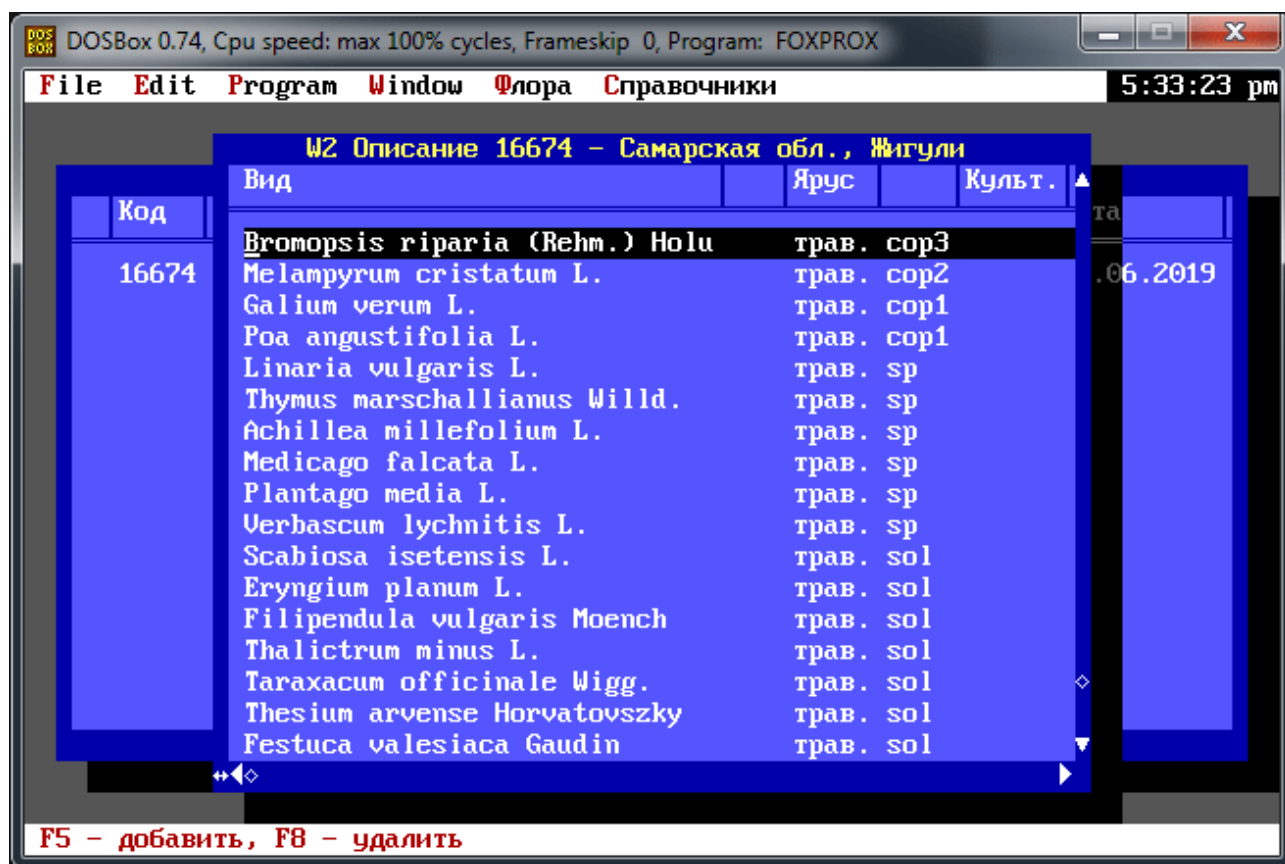 DOSBox 0.74, Cpu speed: max 100% cycles, Frameskip 0, Program: FOXPROX
File Edit Program Window Флора Справочники 5:33:23 pm
W2 Описание 16674 - Самарская обл., Жигули
Вид Ярус Культ.
Код та
Bromopsis riparia (Rehm.) Holu трав. cop3
16674 Melampyrum cristatum L. трав. cop2 .06.2019
Galium verum L. трав. cop1
Poa angustifolia L. трав. cop1
Linaria vulgaris L. трав. sp
Thymus marschallianus Willd. трав. sp
Achillea millefolium L. трав. sp
Medicago falcata L. трав. sp
Plantago media L. трав. sp
Verbascum lychnitis L. трав. sp
Scabiosa isetensis L. трав. sol
Eryngium planum L. трав. sol
Filipendula vulgaris Moench трав. sol
Thalictrum minus L. трав. sol
Taraxacum officinale Wigg. трав. sol
Thesium arvense Horvatovszky трав. sol
Festuca valesiaca Gaudin трав. sol
F5 - добавить, F8 - удалить